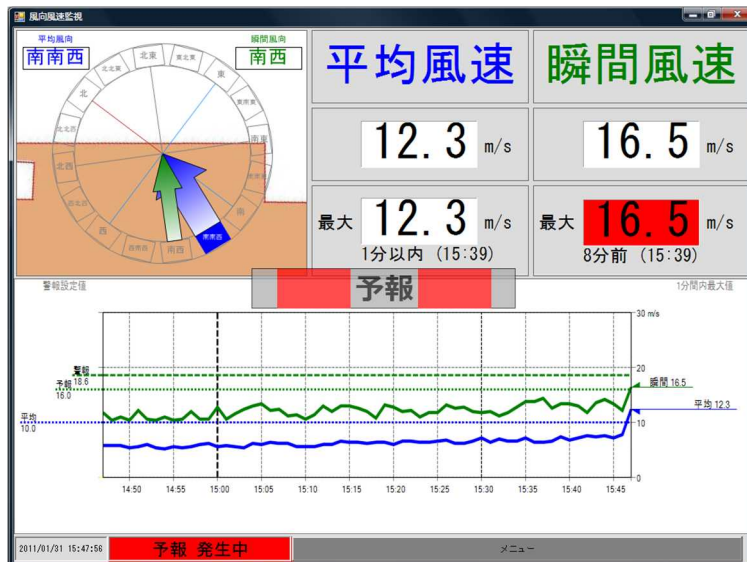 風向風速監視
平均風向
南南西
瞬間風向
南西
北東
東北東
東
東南東
南東
南南東
南
南南西
南西
西南西
西
西北西
北西
北北西
北
北北東
平均風速
瞬間風速
12.3 m/s
16.5 m/s
最大 12.3 m/s
1分以内 (15:39)
最大 16.5 m/s
8分前 (15:39)
予報
警報設定値
1分間内最大値
30 m/s
20
10
0
警報
18.6
予報
16.0
平均
10.0
瞬間 16.5
平均 12.3
14:50 14:55 15:00 15:05 15:10 15:15 15:20 15:25 15:30 15:35 15:40 15:45
2011/01/31 15:47:56
予報 発生中
メニュー